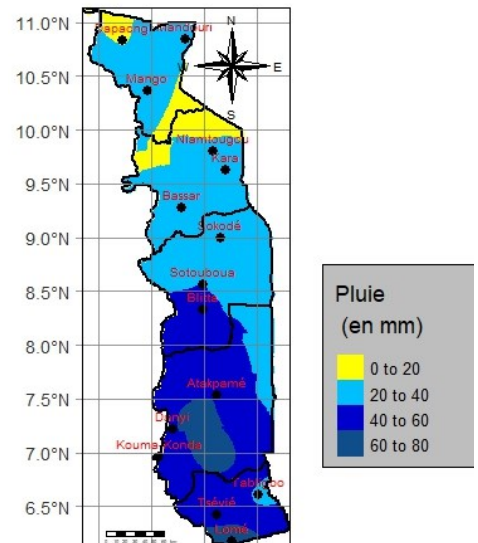 11.0°N
10.5°N
10.0°N
9.5°N
9.0°N
8.5°N
8.0°N
7.5°N
7.0°N
6.5°N
N
W
E
S
Mango
Niamtougou
Kara
Bassar
Sokodé
Sotouboua
Blitta
Atakpamé
Danyi
Kouma-Konda
Tabligbo
Tsévié
Lomé
Pluie
(en mm)
0 to 20
20 to 40
40 to 60
60 to 80